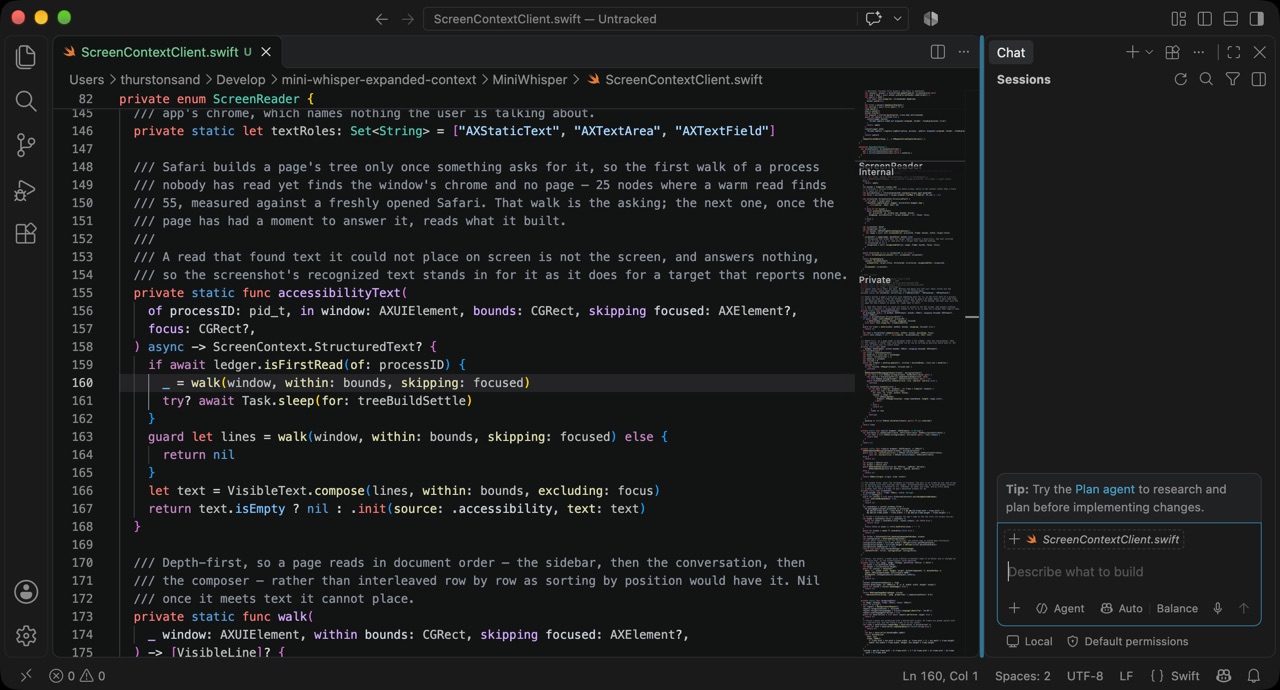 ScreenContextClient.swift — Untracked
ScreenContextClient.swift U
Users > thurstonsand > Develop > mini-whisper-expanded-context > MiniWhisper > ScreenContextClient.swift
82 private enum ScreenReader {
145 /// app's chrome, which names nothing the user is talking about.
146 private static let textRoles: Set<String> = ["AXStaticText", "AXTextArea", "AXTextField"]
147
148 /// Safari builds a page's tree only once something asks for it, so the first walk of a process
149 /// nobody has read yet finds the window's chrome and no page — 25 nodes where a warm read finds
150 /// 55, measured against a freshly opened Safari. That walk is the asking; the next one, once the
151 /// page has had a moment to answer it, reads what it built.
152 ///
153 /// A read that found text it could not place on screen is not the screen, and answers nothing,
154 /// so the screenshot's recognized text stands in for it as it does for a target that reports none.
155 private static func accessibilityText(
156 of processID: pid_t, in window: AXUIElement, bounds: CGRect, skipping focused: AXElement?,
157 focus: CGRect?,
158 ) async -> ScreenContext.StructuredText? {
159 if await ledger.isFirstRead(of: processID) {
160 _ = walk(window, within: bounds, skipping: focused)
161 try? await Task.sleep(for: treeBuildSettle)
162 }
163 guard let lines = walk(window, within: bounds, skipping: focused) else {
164 return nil
165 }
166 let text = VisibleText.compose(lines, within: bounds, excluding: focus)
167 return text.isEmpty ? nil : .init(source: .accessibility, text: text)
168 }
169
170 /// Depth-first, so a page reads in document order — the sidebar, then the conversation, then
171 /// the composer — rather than interleaved row by row as sorting by position would have it. Nil
172 /// once it meets text it cannot place.
173 private static func walk(
174 _ window: AXUIElement, within bounds: CGRect, skipping focused: AXElement?,
175 ) -> [VisibleLine]? {
ScreenReader
Internal
Private
Chat
Sessions
Tip: Try the Plan agent to research and
plan before implementing changes.
ScreenContextClient.swift
Describe what to build
Agent Auto Balance
Local Default permissions
0 0
Ln 160, Col 1 Spaces: 2 UTF-8 LF { } Swift